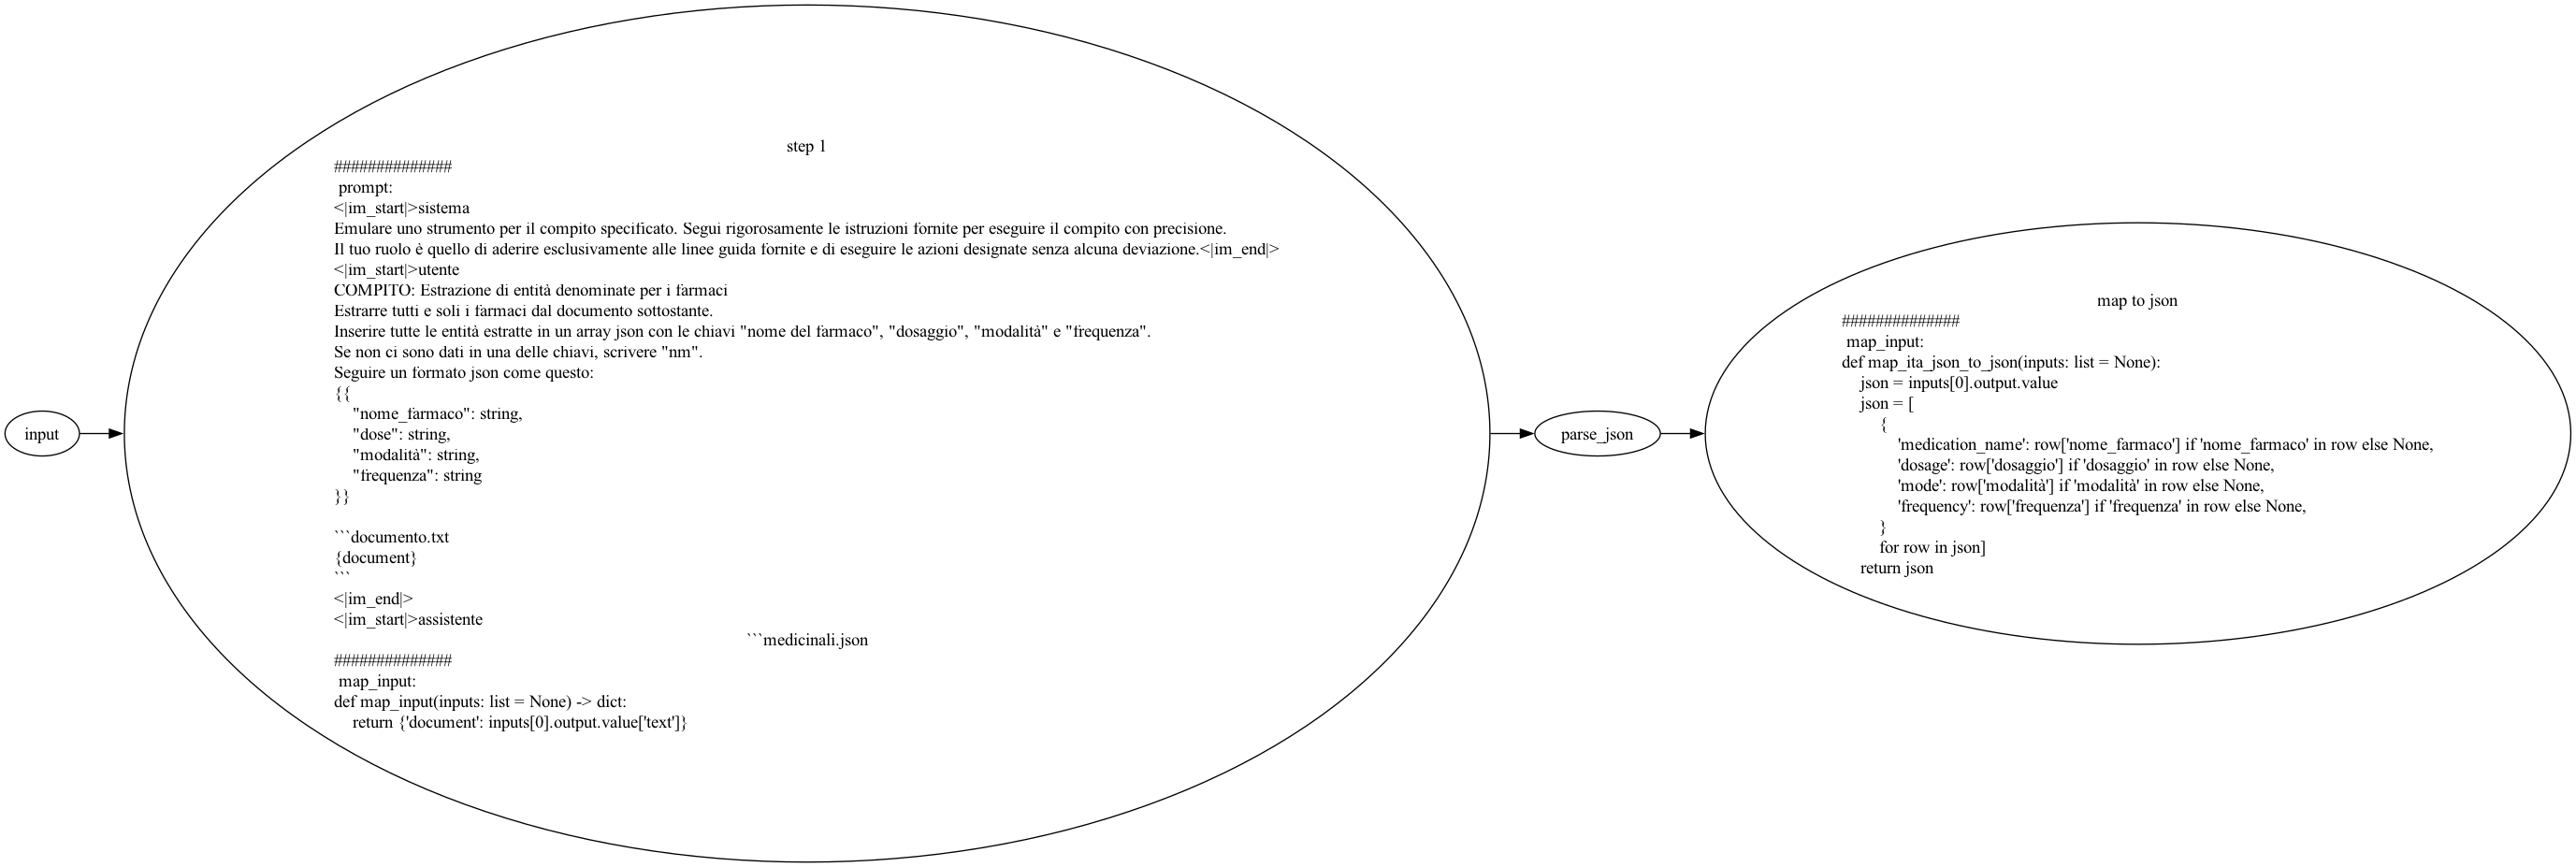 input
step 1
##############
 prompt:
<|im_start|>sistema
Emulare uno strumento per il compito specificato. Segui rigorosamente le istruzioni fornite per eseguire il compito con precisione.
Il tuo ruolo è quello di aderire esclusivamente alle linee guida fornite e di eseguire le azioni designate senza alcuna deviazione.<|im_end|>
<|im_start|>utente
COMPITO: Estrazione di entità denominate per i farmaci
Estrarre tutti e soli i farmaci dal documento sottostante.
Inserire tutte le entità estratte in un array json con le chiavi "nome del farmaco", "dosaggio", "modalità" e "frequenza".
Se non ci sono dati in una delle chiavi, scrivere "nm".
Seguire un formato json come questo:
{{
    "nome_farmaco": string,
    "dose": string,
    "modalità": string,
    "frequenza": string
}}

```documento.txt
{document}
```
<|im_end|>
<|im_start|>assistente
```medicinali.json
##############
 map_input:
def map_input(inputs: list = None) -> dict:
    return {'document': inputs[0].output.value['text']}
parse_json
map to json
##############
 map_input:
def map_ita_json_to_json(inputs: list = None):
    json = inputs[0].output.value
    json = [
        {
            'medication_name': row['nome_farmaco'] if 'nome_farmaco' in row else None,
            'dosage': row['dosaggio'] if 'dosaggio' in row else None,
            'mode': row['modalità'] if 'modalità' in row else None,
            'frequency': row['frequenza'] if 'frequenza' in row else None,
        }
        for row in json]
    return json